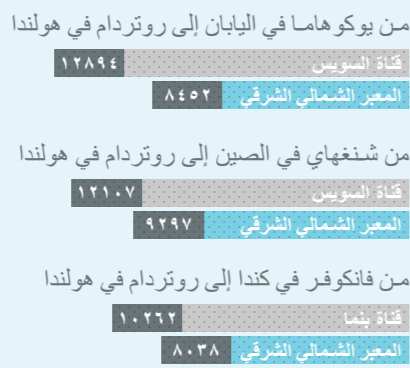 من يوكوهاما في اليابان إلى روتردام في هولندا
قناة السويس ١٢٨٩٤
المعبر الشمالي الشرقي ٨٤٥٢
من شنغهاي في الصين إلى روتردام في هولندا
قناة السويس ١٢١٠٧
المعبر الشمالي الشرقي ٩٢٩٧
من فانكوفر في كندا إلى روتردام في هولندا
قناة بنما ١٠٢٦٢
المعبر الشمالي الشرقي ٨٠٣٨